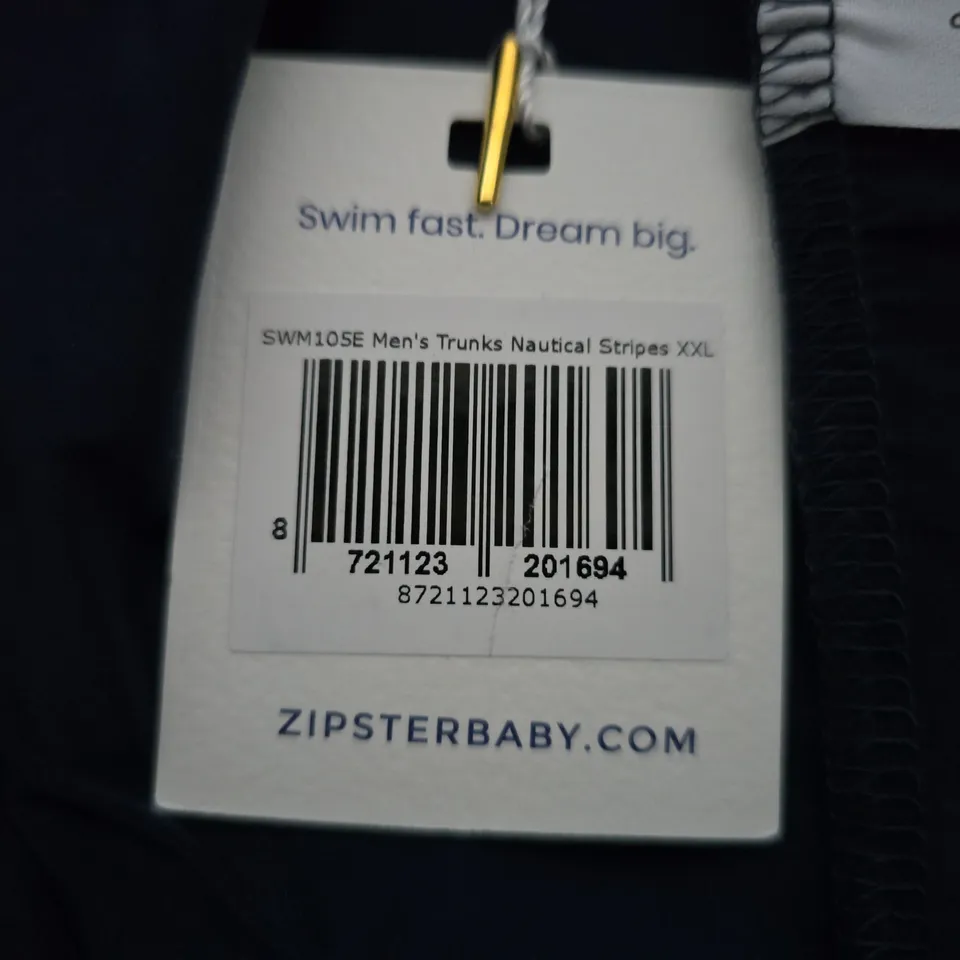 Swim fast. Dream big.
SWM105E Men's Trunks Nautical Stripes XXL
8 721123 201694
8721123201694
ZIPSTERBABY.COM